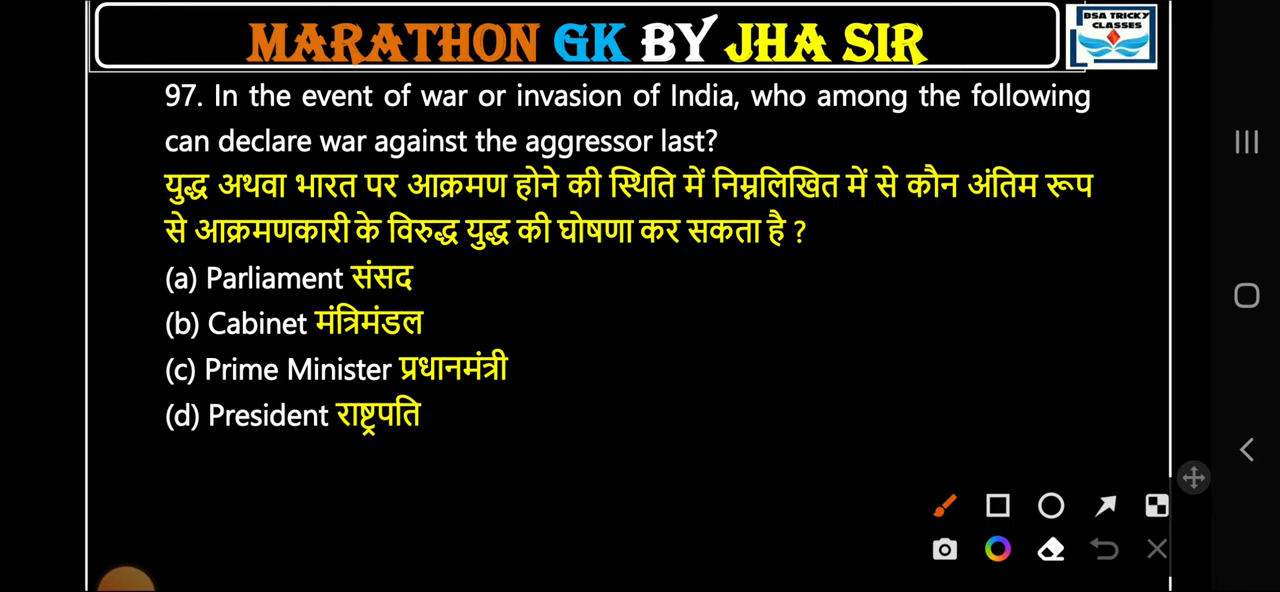 MARATHON GK BY JHA SIR
DSA TRICKY
CLASSES
97. In the event of war or invasion of India, who among the following
can declare war against the aggressor last?
युद्ध अथवा भारत पर आक्रमण होने की स्थिति में निम्नलिखित में से कौन अंतिम रूप
से आक्रमणकारी के विरुद्ध युद्ध की घोषणा कर सकता है ?
(a) Parliament संसद
(b) Cabinet मंत्रिमंडल
(c) Prime Minister प्रधानमंत्री
(d) President राष्ट्रपति